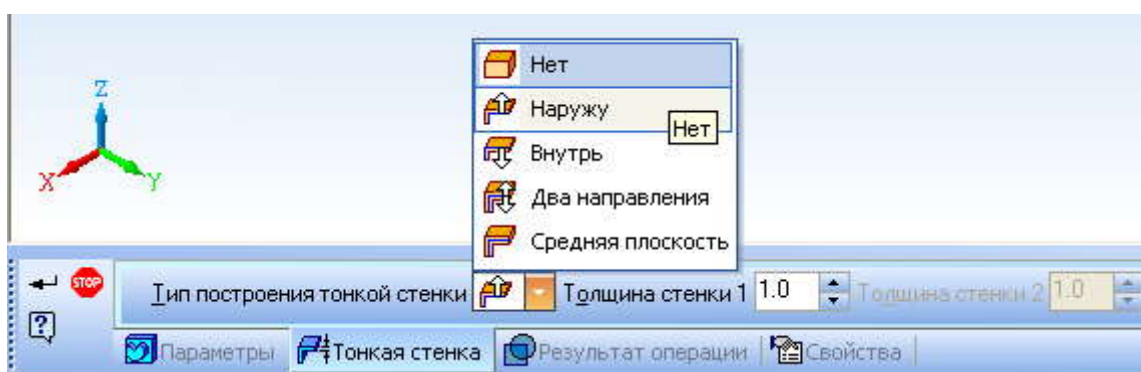 Нет
Z
Наружу
Нет
Внутрь
X
Y
Два направления
Средняя плоскость
STOP
Тип построения тонкой стенки
Толщина стенки 1 1.0
Толщина стенки 2 1.0
?
Параметры
Тонкая стенка
Результат операции
Свойства